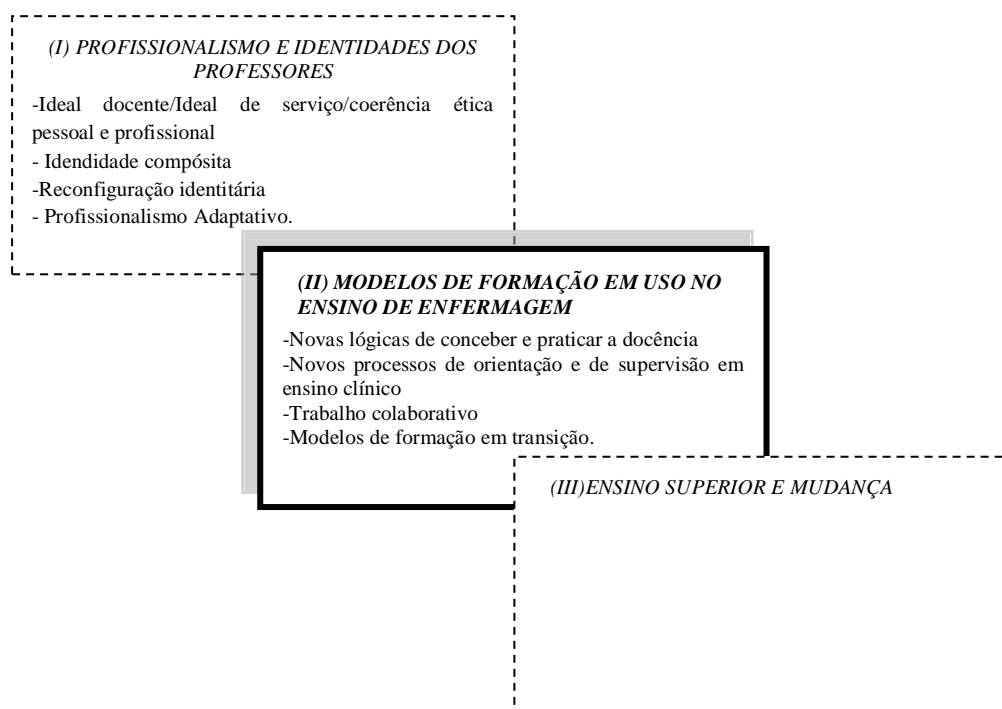 (I) PROFISSIONALISMO E IDENTIDADES DOS
PROFESSORES
-Ideal docente/Ideal de serviço/coerência ética
pessoal e profissional
- Idendidade compósita
-Reconfiguração identitária
- Profissionalismo Adaptativo.
(II) MODELOS DE FORMAÇÃO EM USO NO
ENSINO DE ENFERMAGEM
-Novas lógicas de conceber e praticar a docência
-Novos processos de orientação e de supervisão em
ensino clínico
-Trabalho colaborativo
-Modelos de formação em transição.
(III)ENSINO SUPERIOR E MUDANÇA